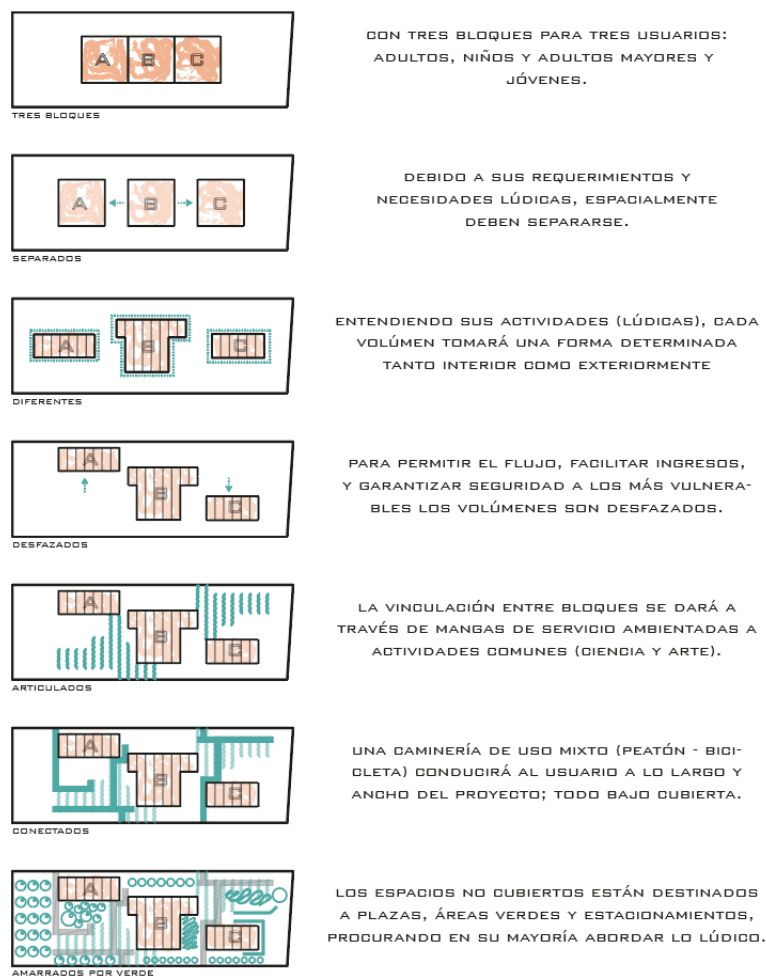 A B C
CON TRES BLOQUES PARA TRES USUARIOS:
ADULTOS, NIÑOS Y ADULTOS MAYORES Y
JÓVENES.
TRES BLOQUES
A B C
DEBIDO A SUS REQUERIMIENTOS Y
NECESIDADES LÚDICAS, ESPACIALMENTE
DEBEN SEPARARSE.
SEPARADOS
A B C
ENTENDIENDO SUS ACTIVIDADES (LÚDICAS), CADA
VOLÚMEN TOMARÁ UNA FORMA DETERMINADA
TANTO INTERIOR COMO EXTERIORMENTE
DIFERENTES
A B C
PARA PERMITIR EL FLUJO, FACILITAR INGRESOS,
Y GARANTIZAR SEGURIDAD A LOS MÁS VULNERA-
BLES LOS VOLÚMENES SON DESFAZADOS.
DESFAZADOS
A B C
LA VINCULACIÓN ENTRE BLOQUES SE DARÁ A
TRAVÉS DE MANGAS DE SERVICIO AMBIENTADAS A
ACTIVIDADES COMUNES (CIENCIA Y ARTE).
ARTICULADOS
A B C
UNA CAMINERÍA DE USO MIXTO (PEATÓN - BICI-
CLETA) CONDUCIRÁ AL USUARIO A LO LARGO Y
ANCHO DEL PROYECTO; TODO BAJO CUBIERTA.
CONECTADOS
A B C
LOS ESPACIOS NO CUBIERTOS ESTÁN DESTINADOS
A PLAZAS, ÁREAS VERDES Y ESTACIONAMIENTOS,
PROCURANDO EN SU MAYORÍA ABORDAR LO LÚDICO.
AMARRADOS POR VERDE